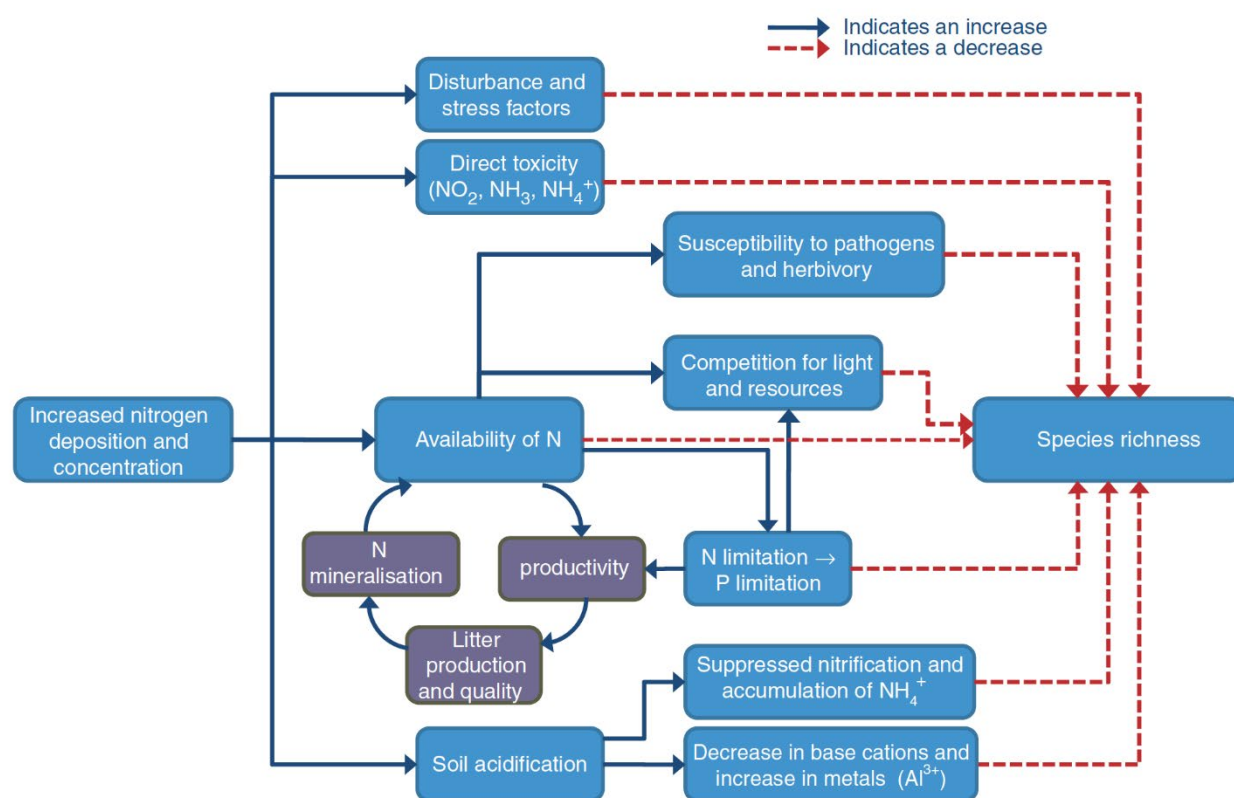 Indicates an increase
Indicates a decrease
Disturbance and
stress factors
Direct toxicity
(NO₂, NH₃, NH₄⁺)
Susceptibility to pathogens
and herbivory
Competition for light
and resources
Increased nitrogen
deposition and
concentration
Availability of N
Species richness
N
mineralisation
productivity
N limitation →
P limitation
Litter
production
and quality
Suppressed nitrification and
accumulation of NH₄⁺
Soil acidification
Decrease in base cations and
increase in metals (Al³⁺)